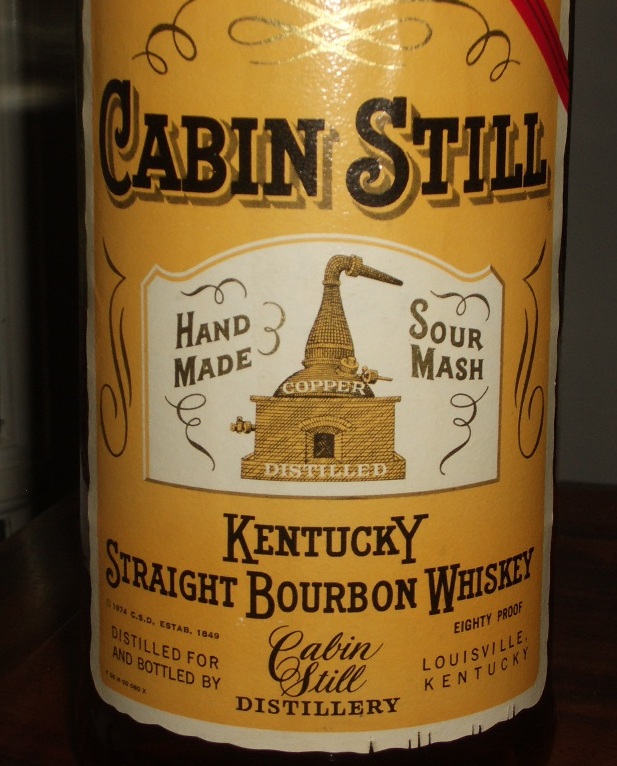 CABIN STILL
HAND
MADE
SOUR
MASH
COPPER
DISTILLED
KENTUCKY
STRAIGHT BOURBON WHISKEY
© 1974 C.S.D. ESTAB. 1849
EIGHTY PROOF
DISTILLED FOR
AND BOTTLED BY
Cabin
Still
DISTILLERY
LOUISVILLE,
KENTUCKY